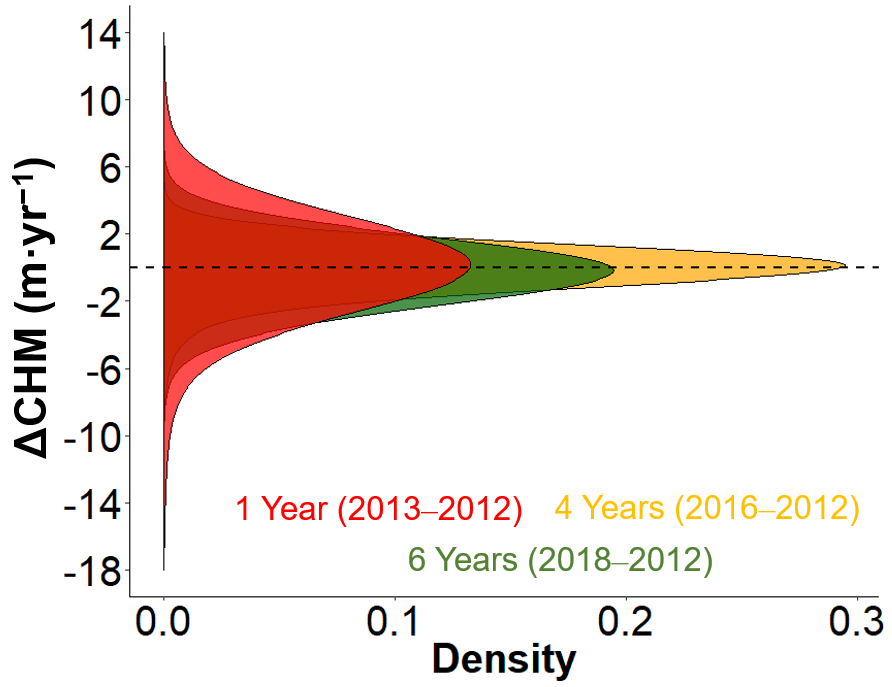 14
10
6
2
-2
-6
-10
-14
-18
ΔCHM (m·yr⁻¹)
1 Year (2013–2012)
4 Years (2016–2012)
6 Years (2018–2012)
0.0
0.1
0.2
0.3
Density